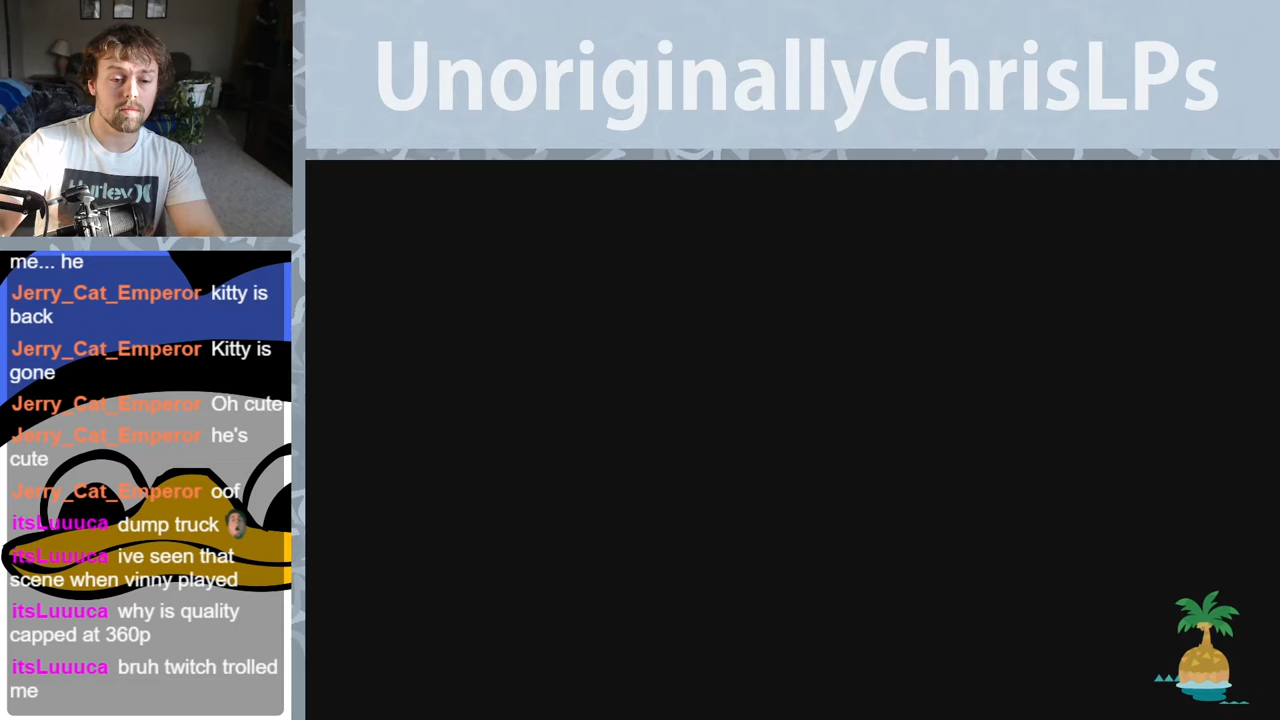 UnoriginallyChrisLPs
Hurley
me... he
Jerry_Cat_Emperor kitty is
back
Jerry_Cat_Emperor Kitty is
gone
Jerry_Cat_Emperor Oh cute
Jerry_Cat_Emperor he's
cute
Jerry_Cat_Emperor oof
itsLuuuca dump truck
itsLuuuca ive seen that
scene when vinny played
itsLuuuca why is quality
capped at 360p
itsLuuuca bruh twitch trolled
me